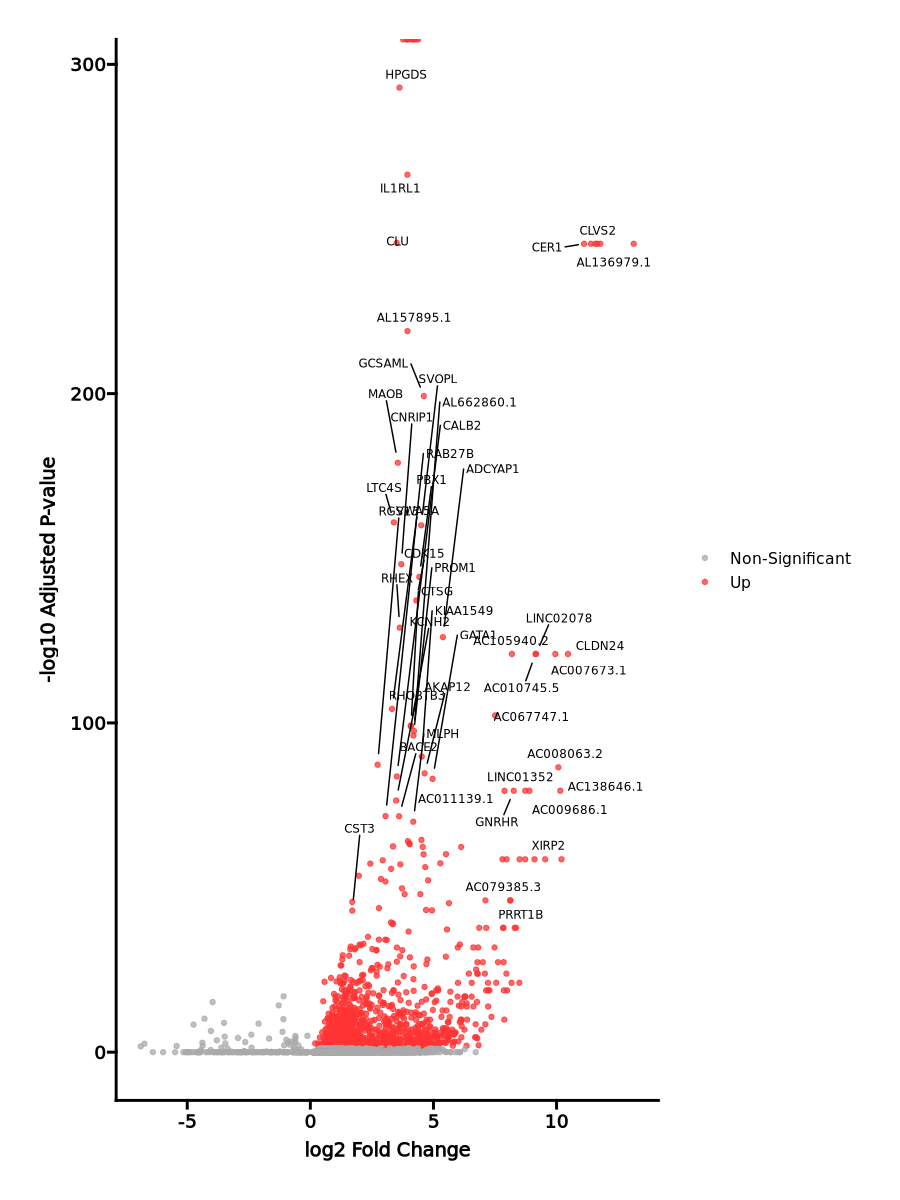 300
HPGDS
IL1RL1
CLU
CLVS2
CER1
AL136979.1
AL157895.1
GCSAML
SVOPL
MAOB
200
AL662860.1
CNRIP1
CALB2
RAB27B
ADCYAP1
PBX1
LTC4S
CDK15
PROM1
RHEX
CTSG
KIAA1549
LINC02078
KCNH2
GATA1
AC105940.2
CLDN24
AC007673.1
AKAP12
AC010745.5
RHOBTB3
AC067747.1
100
MLPH
BACE2
AC008063.2
LINC01352
AC138646.1
AC011139.1
AC009686.1
GNRHR
CST3
XIRP2
AC079385.3
PRRT1B
0
-5
0
5
10
log2 Fold Change
-log10 Adjusted P-value
Non-Significant
Up